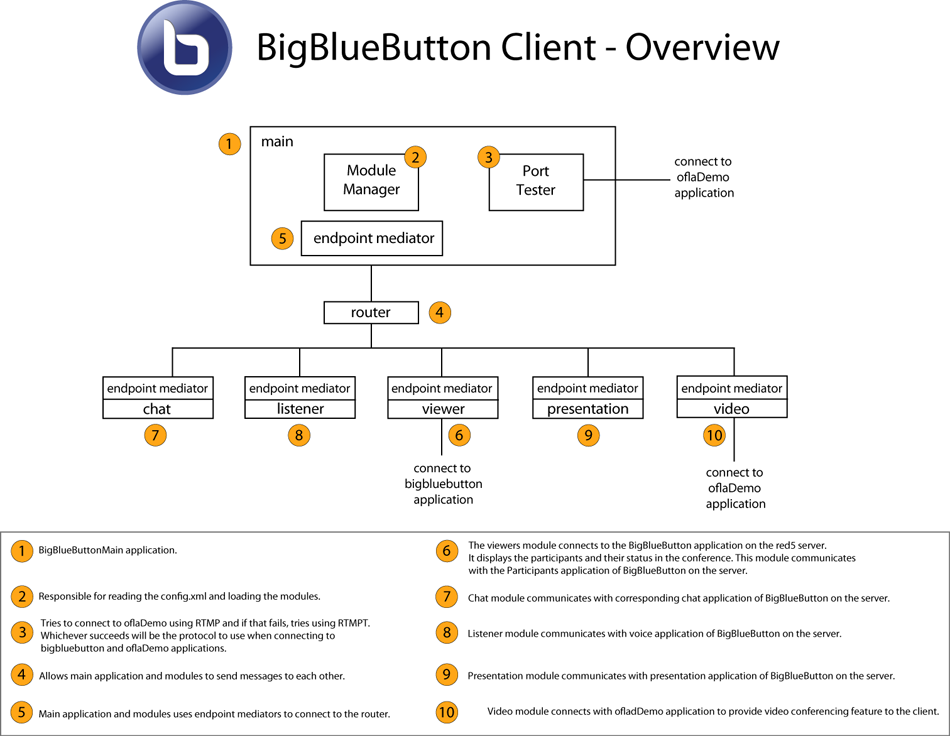 BigBlueButton Client - Overview
1
main
2
Module
Manager
3
Port
Tester
connect to
oflaDemo
application
5
endpoint mediator
router
4
endpoint mediator
chat
7
endpoint mediator
listener
8
endpoint mediator
viewer
6
endpoint mediator
presentation
9
endpoint mediator
video
10
connect to
bigbluebutton
application
connect to
oflaDemo
application
1 BigBlueButtonMain application.
2 Responsible for reading the config.xml and loading the modules.
3 Tries to connect to oflaDemo using RTMP and if that fails, tries using RTMPT.
Whichever succeeds will be the protocol to use when connecting to
bigbluebutton and oflaDemo applications.
4 Allows main application and modules to send messages to each other.
5 Main application and modules uses endpoint mediators to connect to the router.
6 The viewers module connects to the BigBlueButton application on the red5 server.
It displays the participants and their status in the conference. This module communicates
with the Participants application of BigBlueButton on the server.
7 Chat module communicates with corresponding chat application of BigBlueButton on the server.
8 Listener module communicates with voice application of BigBlueButton on the server.
9 Presentation module communicates with presentation application of BigBlueButton on the server.
10 Video module connects with ofladDemo application to provide video conferencing feature to the client.